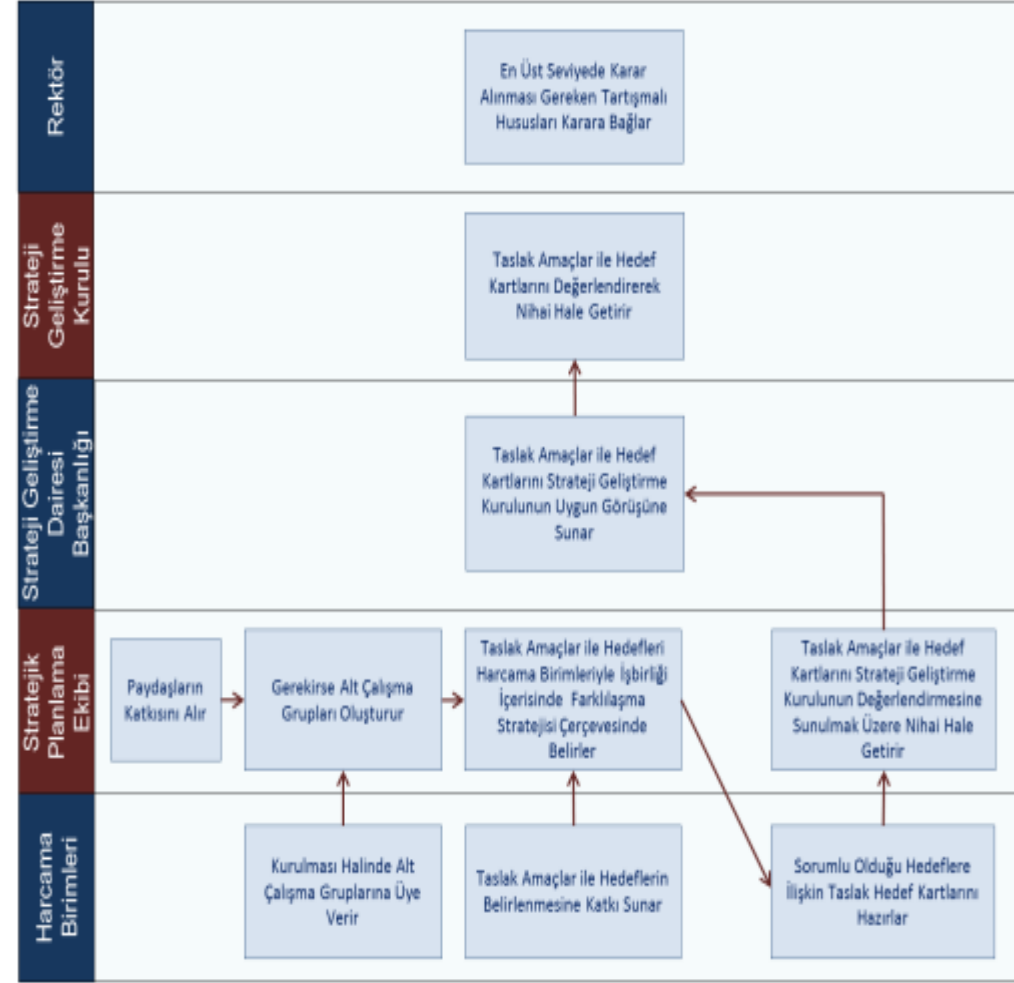 Rektör
En Üst Seviyede Karar
Alınması Gereken Tartışmalı
Hususları Karara Bağlar
Strateji
Geliştirme
Kurulu
Taslak Amaçlar ile Hedef
Kartlarını Değerlendirerek
Nihai Hale Getirir
Strateji Geliştirme
Dairesi
Başkanlığı
Taslak Amaçlar ile Hedef
Kartlarını Strateji Geliştirme
Kurulunun Uygun Görüşüne
Sunar
Stratejik
Planlama
Ekibi
Paydaşların
Katkısını Alır
Gerekirse Alt Çalışma
Grupları Oluşturur
Taslak Amaçlar ile Hedefleri
Harcama Birimleriyle İşbirliği
İçerisinde Farklılaşma
Stratejisi Çerçevesinde
Belirler
Taslak Amaçlar ile Hedef
Kartlarını Strateji Geliştirme
Kurulunun Değerlendirmesine
Sunulmak Üzere Nihai Hale
Getirir
Harcama
Birimleri
Kurulması Halinde Alt
Çalışma Gruplarına Üye
Verir
Taslak Amaçlar ile Hedeflerin
Belirlenmesine Katkı Sunar
Sorumlu Olduğu Hedeflere
İlişkin Taslak Hedef Kartlarını
Hazırlar